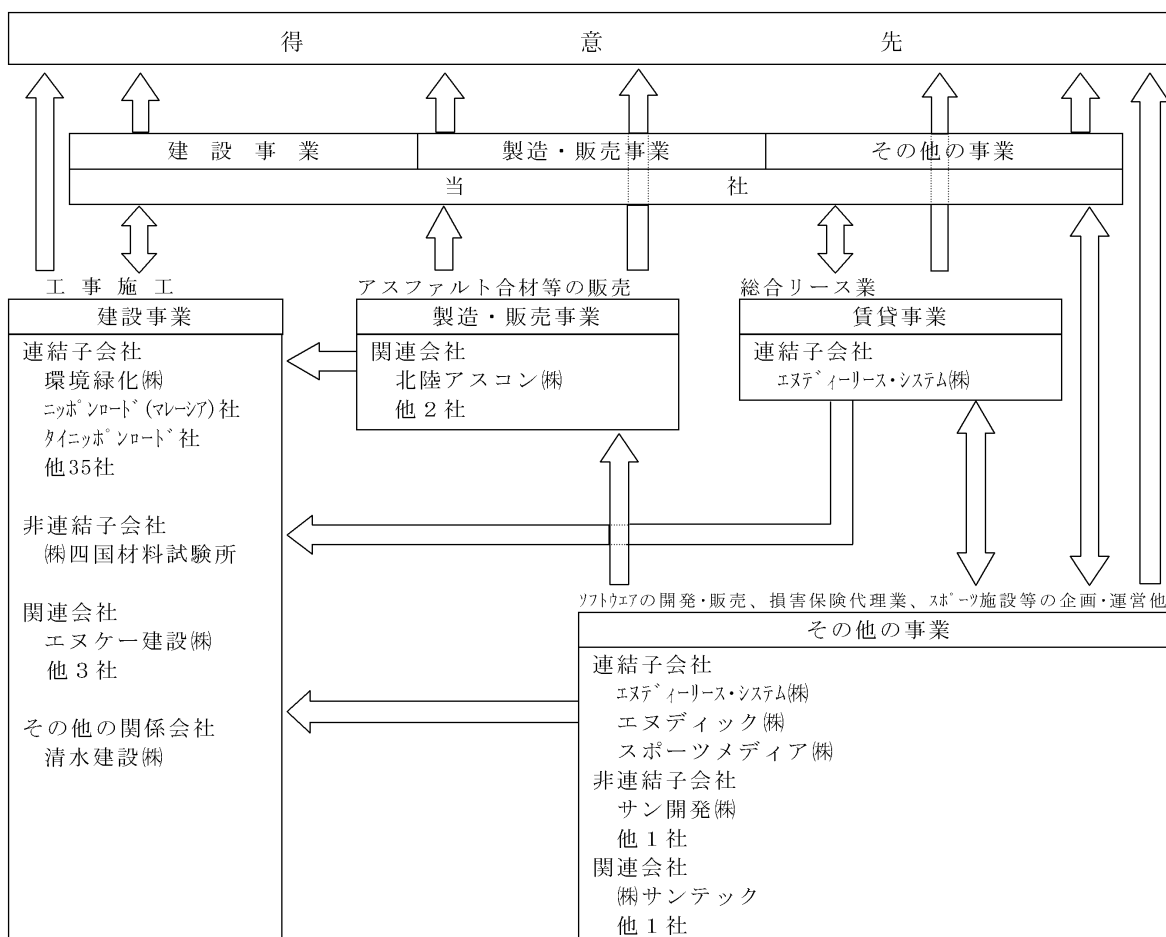 得意先
建設事業 製造・販売事業 その他の事業
当社
工事施工
建設事業
連結子会社
環境緑化㈱
ニッポンロード(マレーシア)社
タイニッポンロード社
他35社
非連結子会社
㈱四国材料試験所
関連会社
エヌケー建設㈱
他3社
その他の関係会社
清水建設㈱
アスファルト合材等の販売
製造・販売事業
関連会社
北陸アスコン㈱
他2社
総合リース業
賃貸事業
連結子会社
エヌディーリース・システム㈱
ソフトウエアの開発・販売、損害保険代理業、スポーツ施設等の企画・運営他
その他の事業
連結子会社
エヌディーリース・システム㈱
エヌディック㈱
スポーツメディア㈱
非連結子会社
サン開発㈱
他1社
関連会社
㈱サンテック
他1社